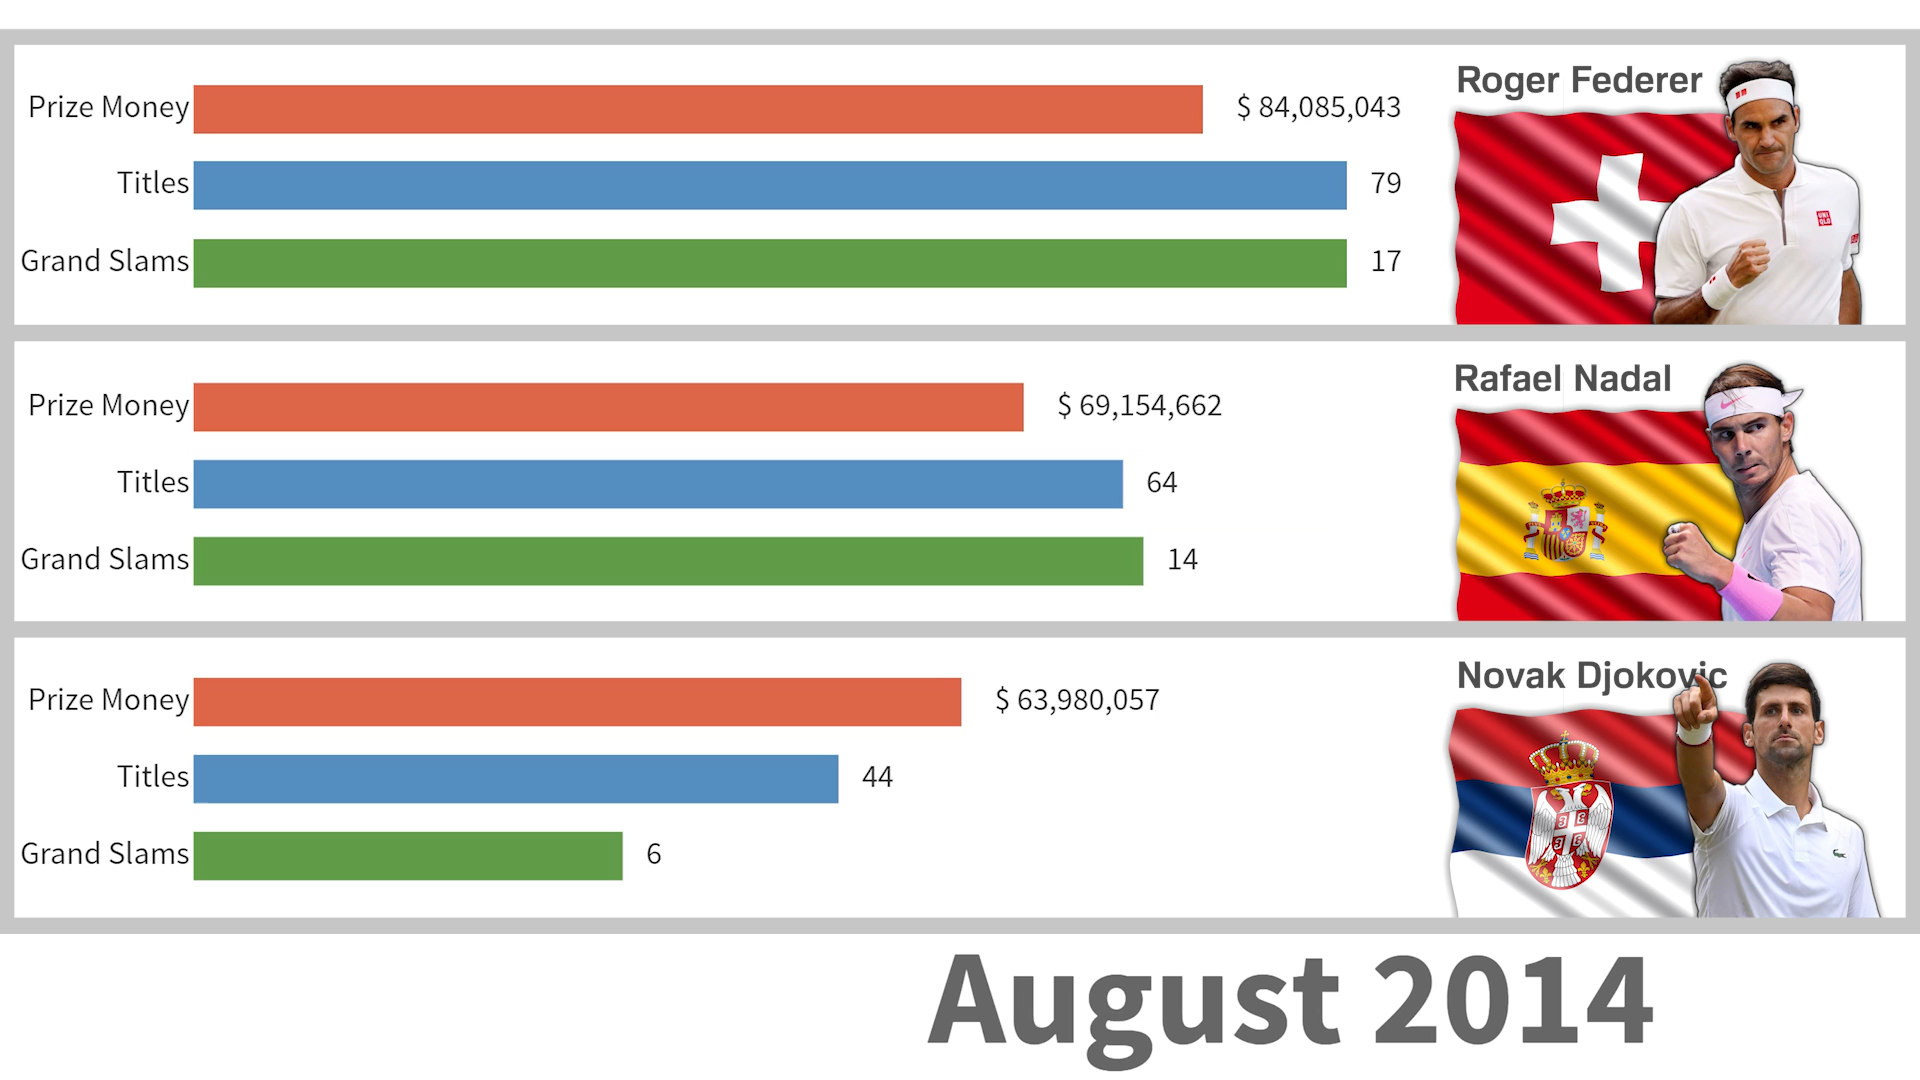 Roger Federer
Prize Money $ 84,085,043
Titles 79
Grand Slams 17
UNI
QLO
Rafael Nadal
Prize Money $ 69,154,662
Titles 64
Grand Slams 14
Novak Djokovic
Prize Money $ 63,980,057
Titles 44
Grand Slams 6
August 2014